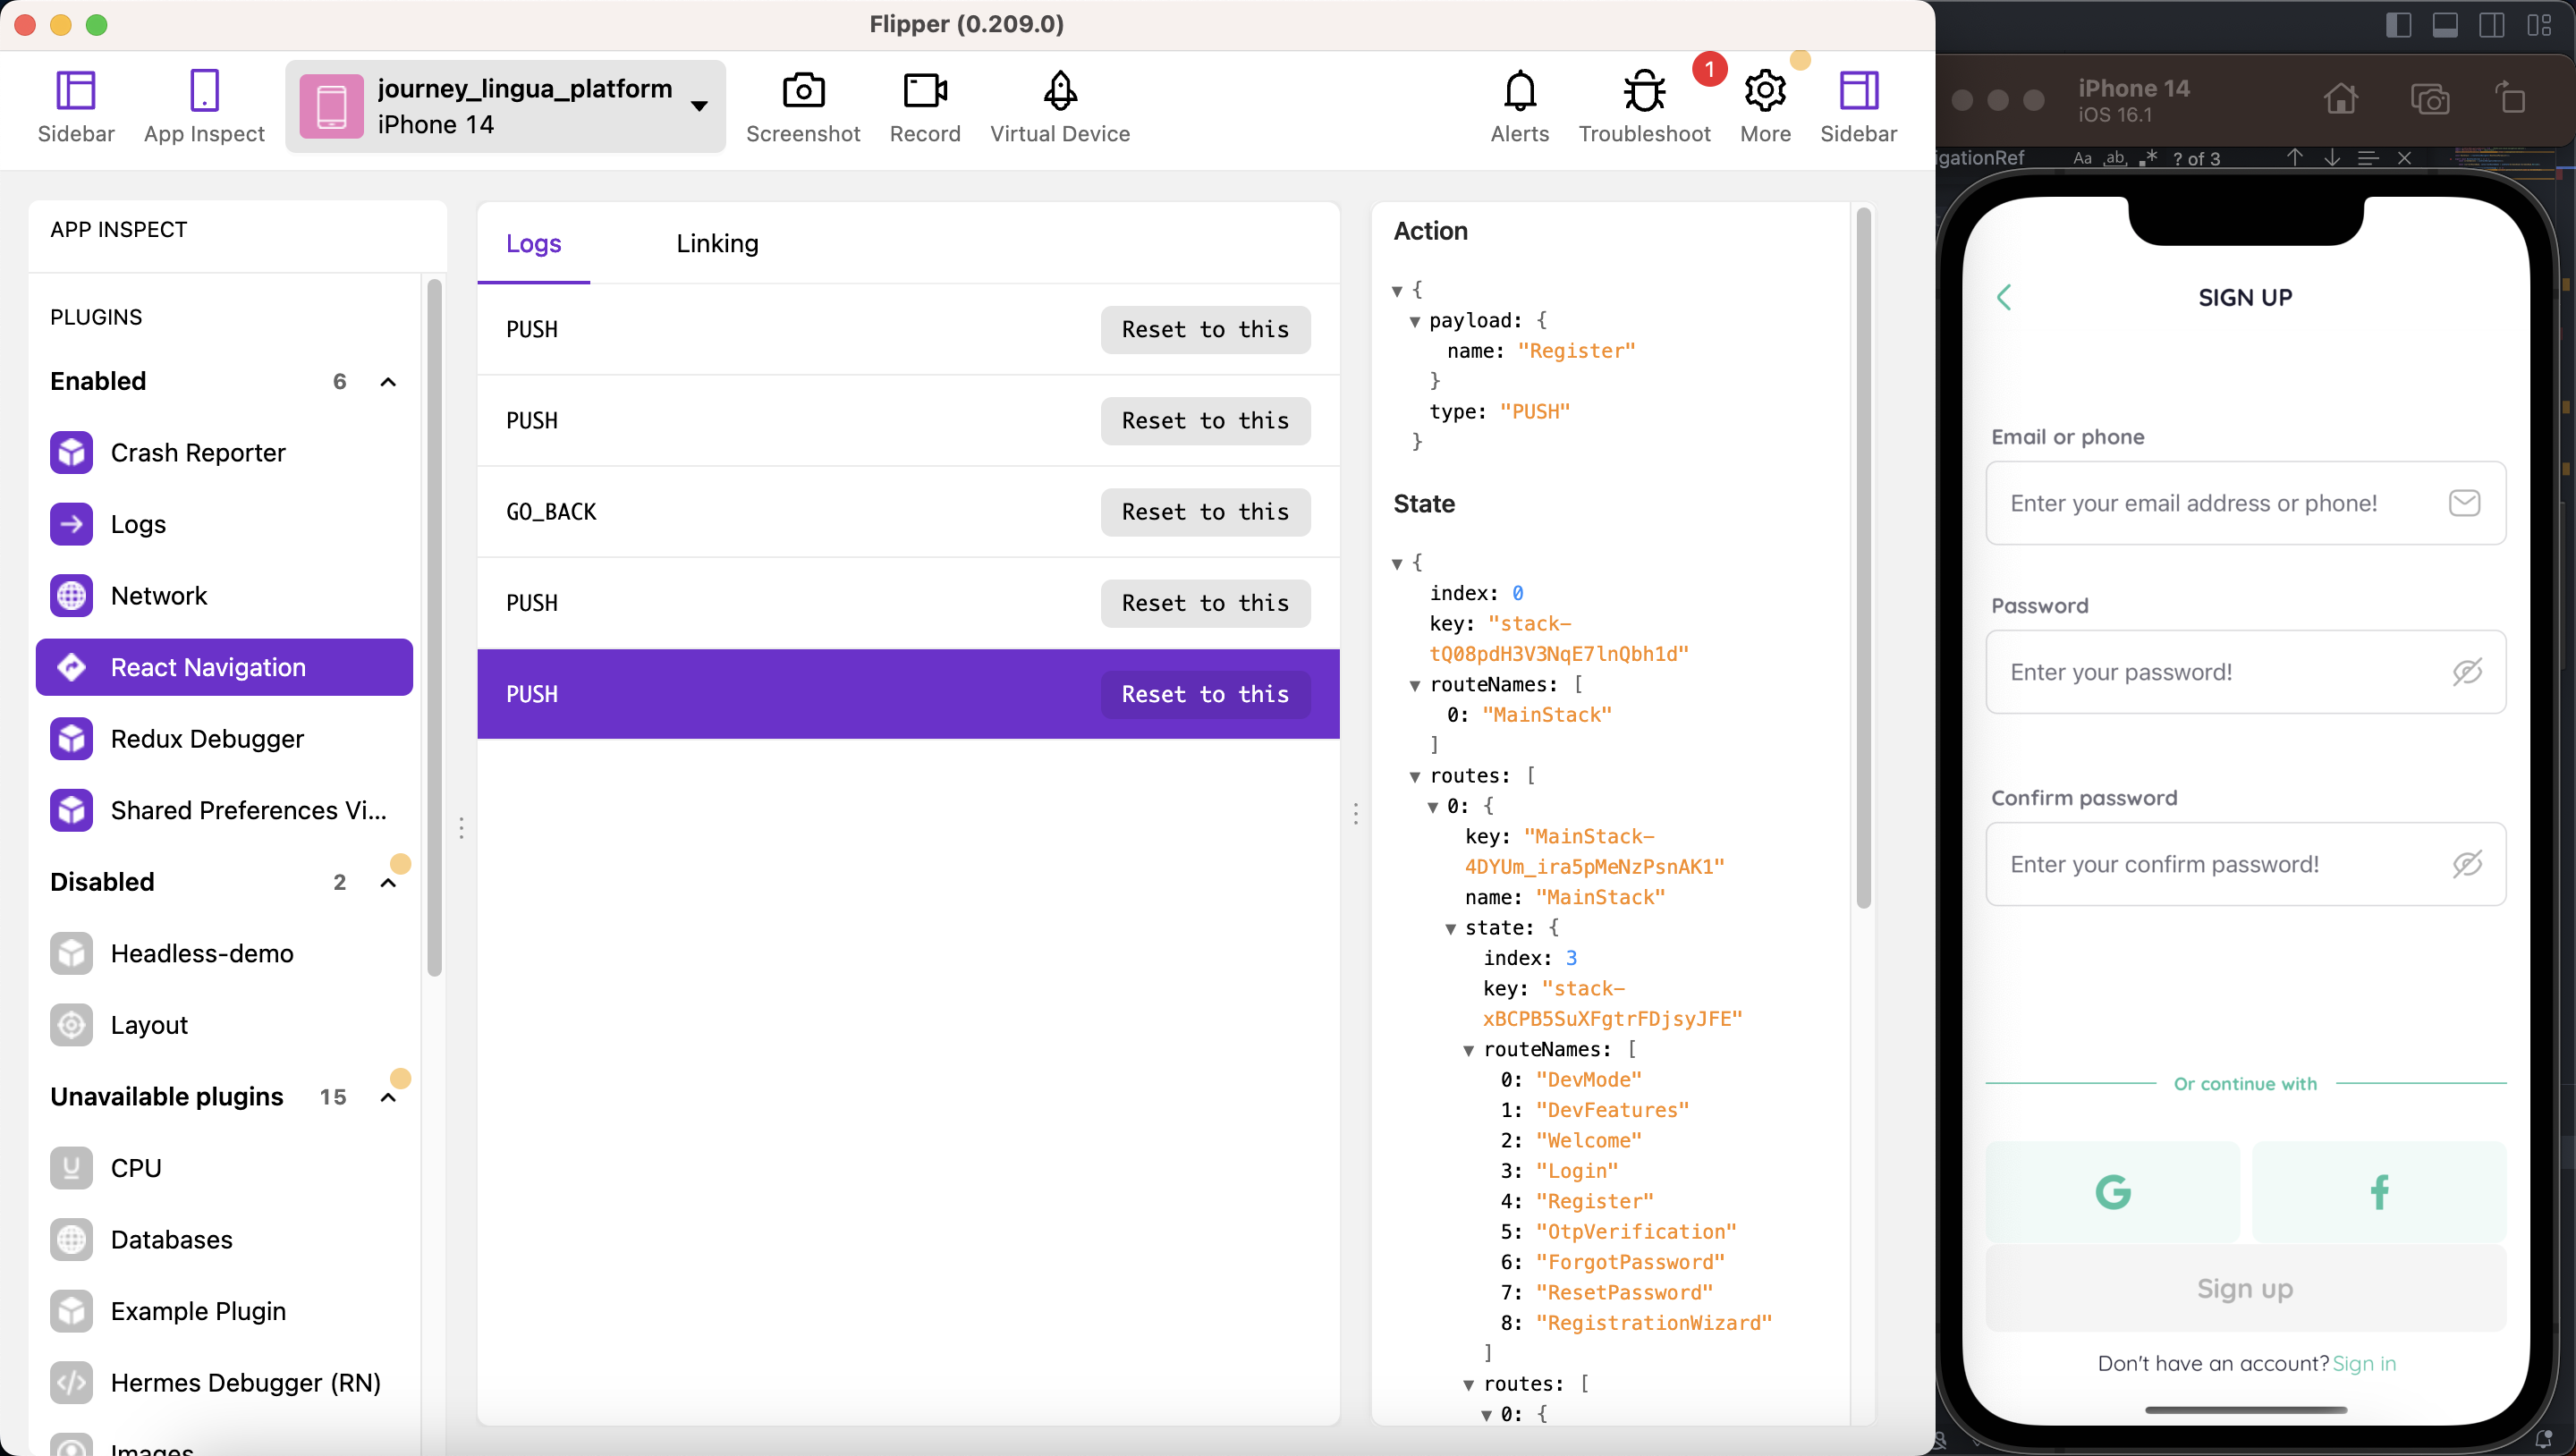 Flipper (0.209.0)
Sidebar
App Inspect
journey_lingua_platform
iPhone 14
Screenshot
Record
Virtual Device
Alerts
Troubleshoot
1
More
Sidebar
APP INSPECT
PLUGINS
Enabled 6
Crash Reporter
Logs
Network
React Navigation
Redux Debugger
Shared Preferences Vi...
Disabled 2
Headless-demo
Layout
Unavailable plugins 15
CPU
Databases
Example Plugin
Hermes Debugger (RN)
Images
Logs Linking
PUSH Reset to this
PUSH Reset to this
GO_BACK Reset to this
PUSH Reset to this
PUSH Reset to this
Action
{
payload: {
name: "Register"
}
type: "PUSH"
}
State
{
index: 0
key: "stack-
tQ08pdH3V3NqE7lnQbh1d"
routeNames: [
0: "MainStack"
]
routes: [
0: {
key: "MainStack-
4DYUm_ira5pMeNzPsnAK1"
name: "MainStack"
state: {
index: 3
key: "stack-
xBCPB5SuXFgtrFDjsyJFE"
routeNames: [
0: "DevMode"
1: "DevFeatures"
2: "Welcome"
3: "Login"
4: "Register"
5: "OtpVerification"
6: "ForgotPassword"
7: "ResetPassword"
8: "RegistrationWizard"
]
routes: [
0: {
iPhone 14
iOS 16.1
igationRef Aa ab .* ? of 3
SIGN UP
Email or phone
Enter your email address or phone!
Password
Enter your password!
Confirm password
Enter your confirm password!
Or continue with
G f
Sign up
Don't have an account? Sign in